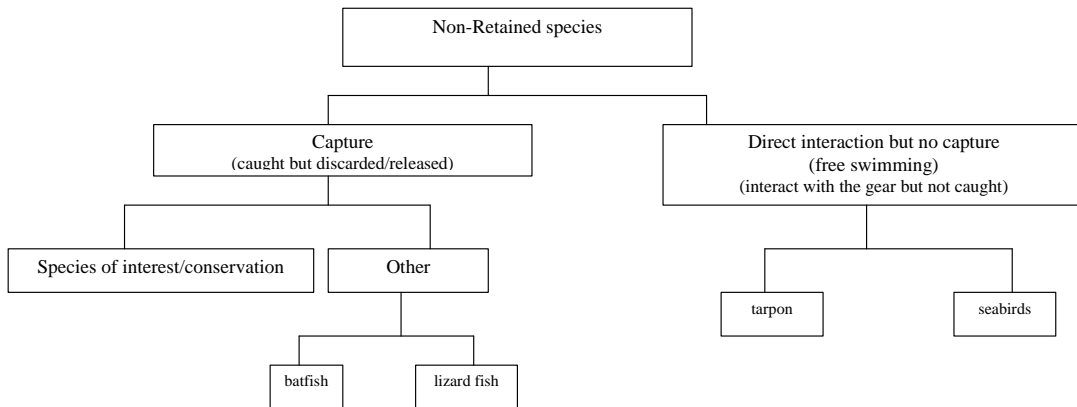 Non-Retained species
Capture
(caught but discarded/released)
Direct interaction but no capture
(free swimming)
(interact with the gear but not caught)
Species of interest/conservation
Other
tarpon
seabirds
batfish
lizard fish